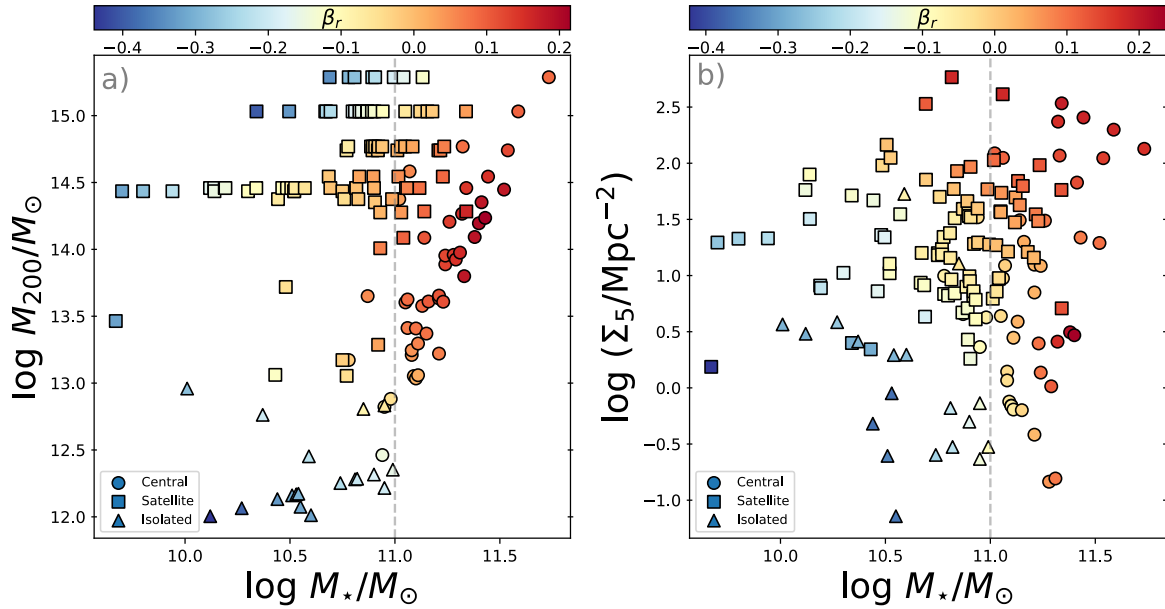 β_r
−0.4 −0.3 −0.2 −0.1 0.0 0.1 0.2
a)
log M_200/M_⊙
15.0
14.5
14.0
13.5
13.0
12.5
12.0
Central
Satellite
Isolated
10.0 10.5 11.0 11.5
log M_⋆/M_⊙
β_r
−0.4 −0.3 −0.2 −0.1 0.0 0.1 0.2
b)
log (Σ_5/Mpc^−2)
2.5
2.0
1.5
1.0
0.5
0.0
−0.5
−1.0
Central
Satellite
Isolated
10.0 10.5 11.0 11.5
log M_⋆/M_⊙